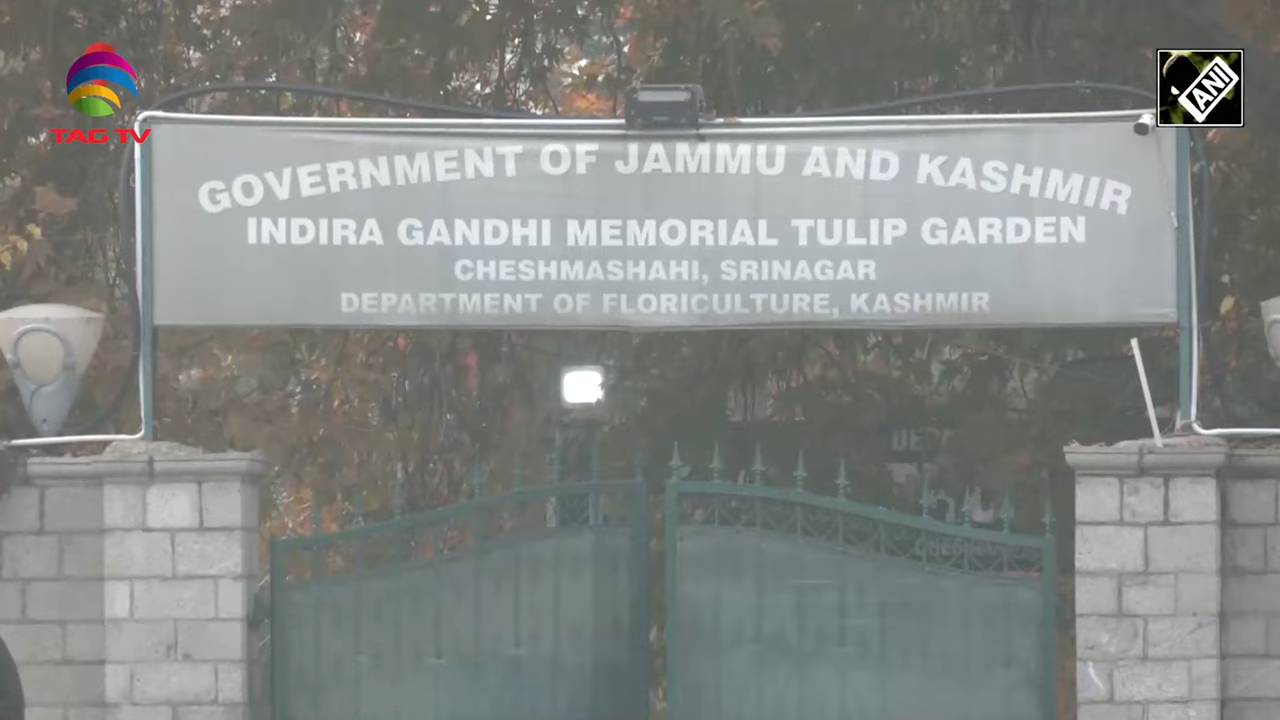 TAG TV
ANI
GOVERNMENT OF JAMMU AND KASHMIR
INDIRA GANDHI MEMORIAL TULIP GARDEN
CHESHMASHAHI, SRINAGAR
DEPARTMENT OF FLORICULTURE, KASHMIR